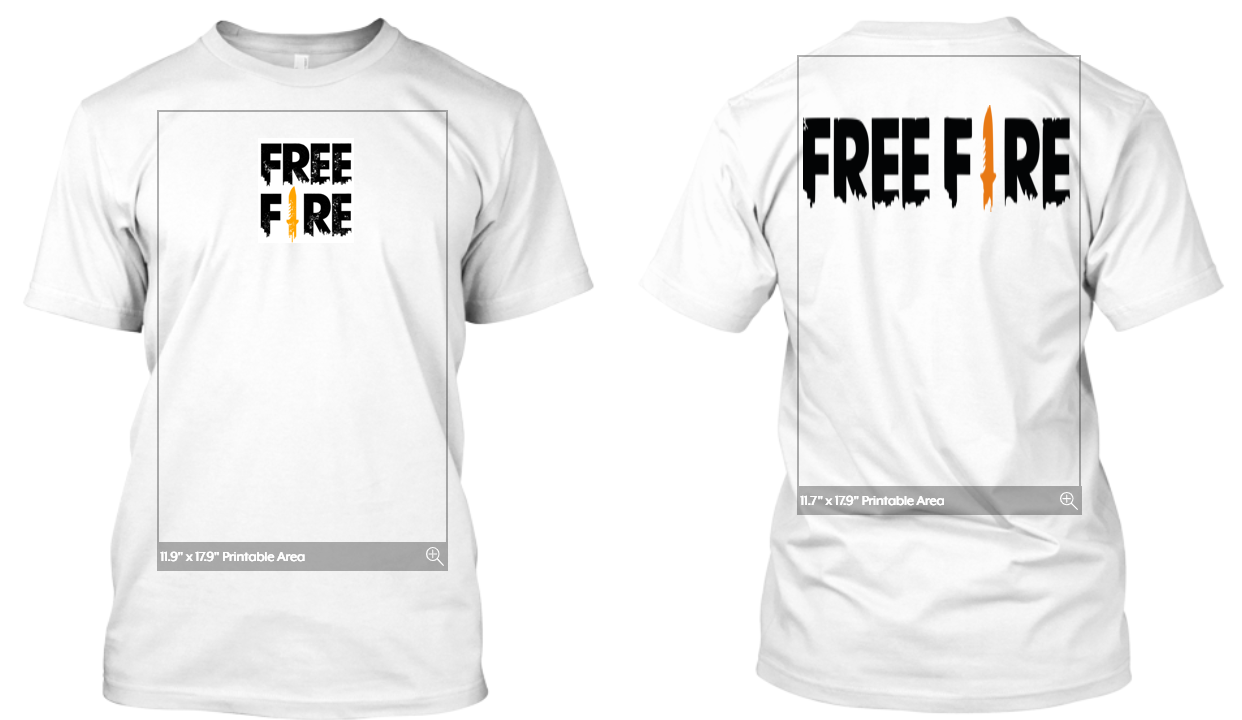 FREE
FIRE
11.9" x 17.9" Printable Area
FREE FIRE
11.7" x 17.9" Printable Area